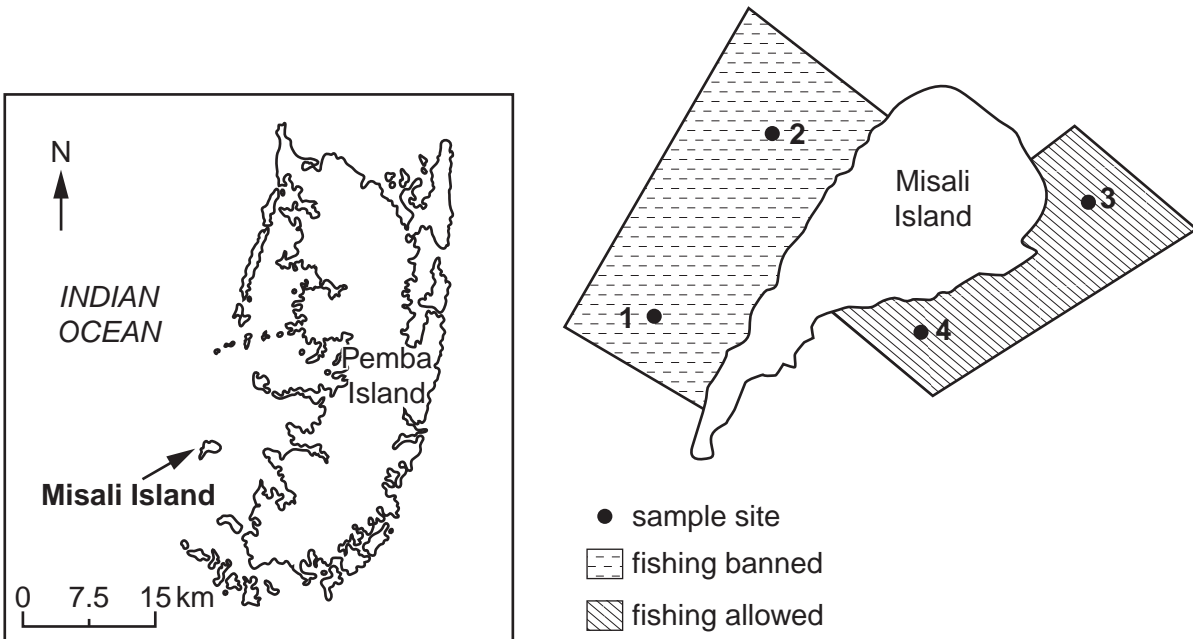 N
INDIAN
OCEAN
Pemba
Island
Misali Island
0 7.5 15 km
2
Misali
Island
3
1
4
sample site
fishing banned
fishing allowed